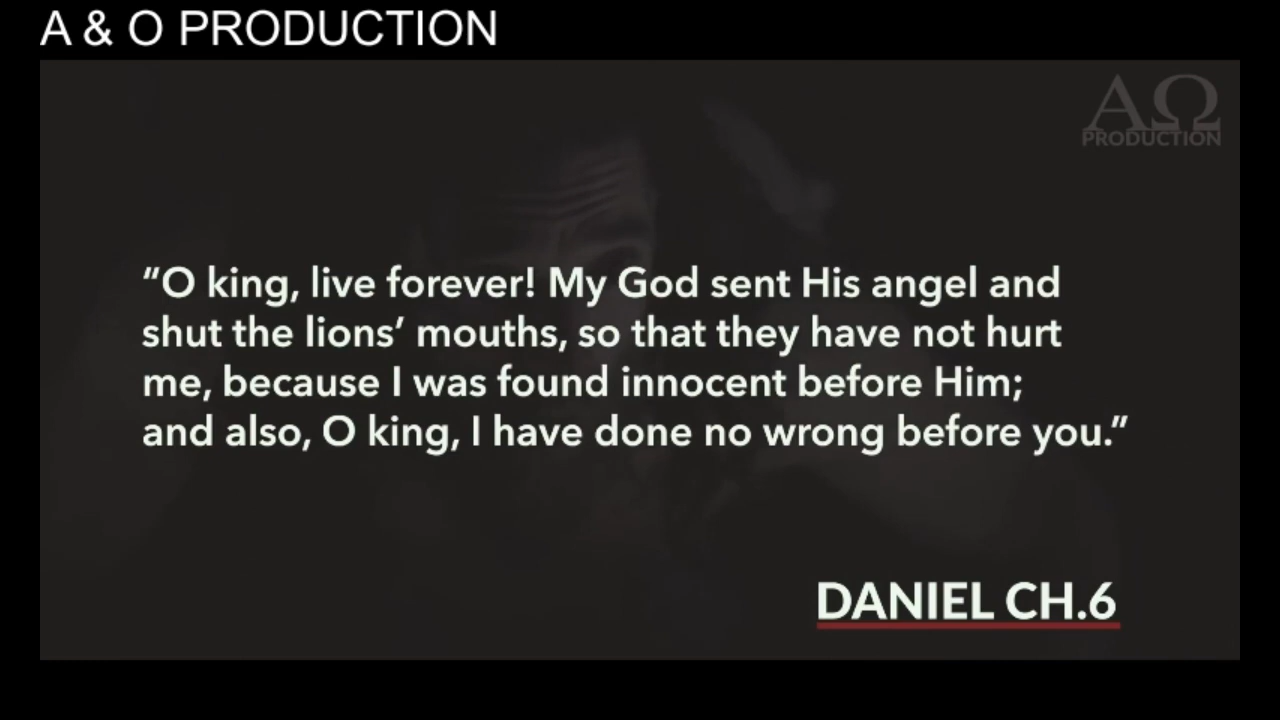 A & O PRODUCTION
ΑΩ
PRODUCTION
“O king, live forever! My God sent His angel and
shut the lions’ mouths, so that they have not hurt
me, because I was found innocent before Him;
and also, O king, I have done no wrong before you.”
DANIEL CH.6